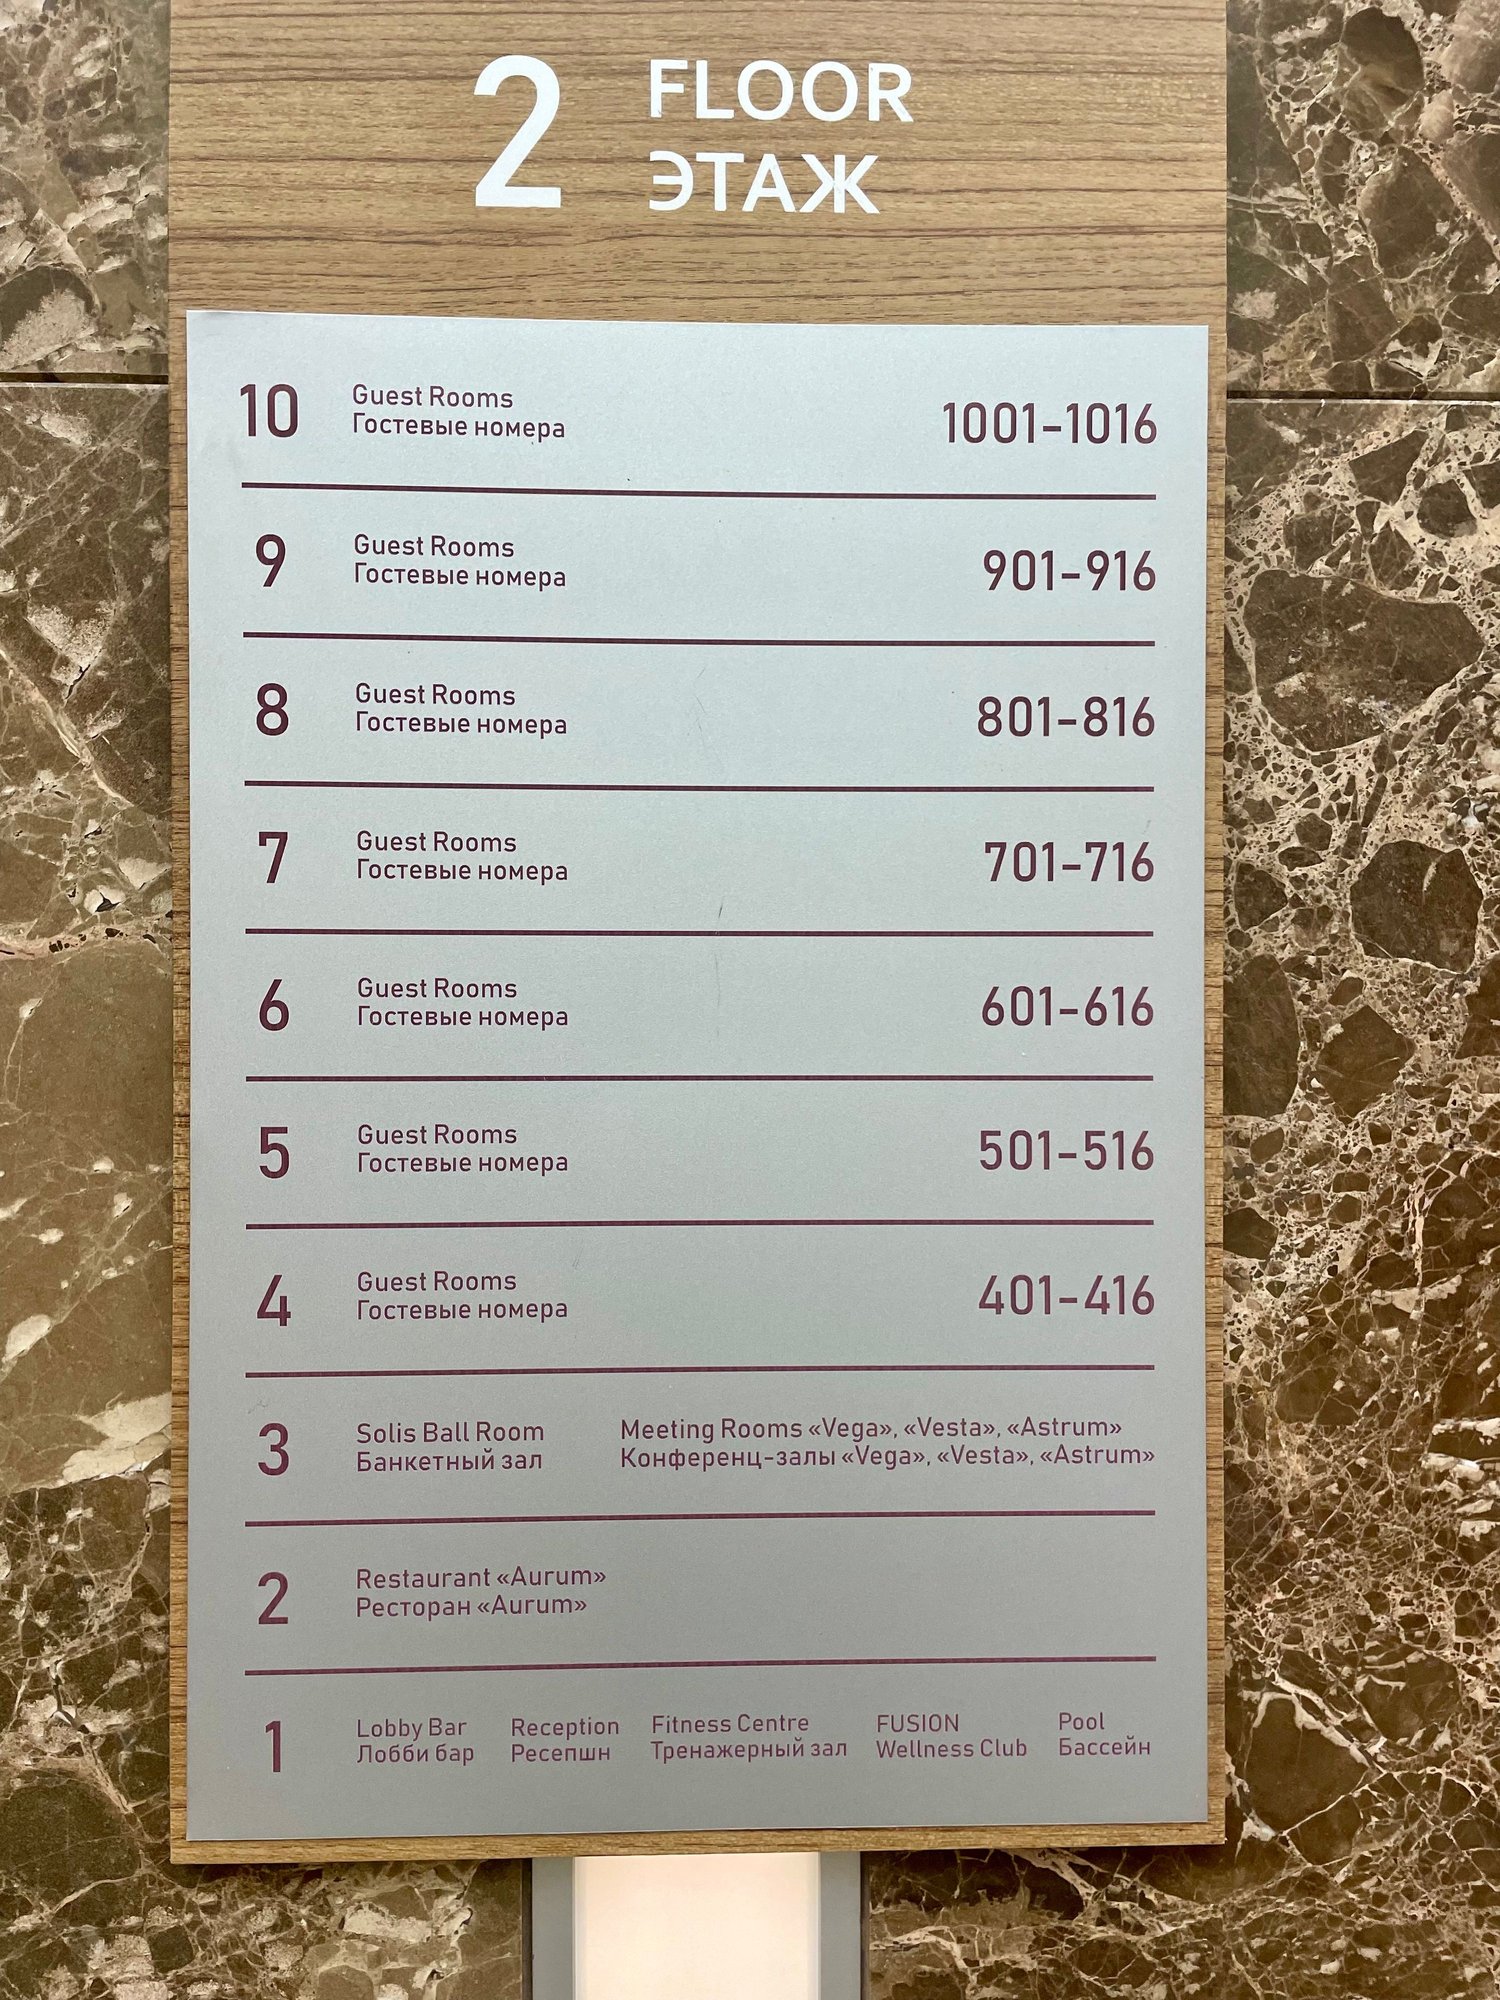 2 FLOOR
ЭТАЖ
10 Guest Rooms 1001-1016
Гостевые номера
9 Guest Rooms 901-916
Гостевые номера
8 Guest Rooms 801-816
Гостевые номера
7 Guest Rooms 701-716
Гостевые номера
6 Guest Rooms 601-616
Гостевые номера
5 Guest Rooms 501-516
Гостевые номера
4 Guest Rooms 401-416
Гостевые номера
3 Solis Ball Room Meeting Rooms «Vega», «Vesta», «Astrum»
Банкетный зал Конференц-залы «Vega», «Vesta», «Astrum»
2 Restaurant «Aurum»
Ресторан «Aurum»
1 Lobby Bar Reception Fitness Centre FUSION Pool
Лобби бар Ресепшн Тренажерный зал Wellness Club Бассейн